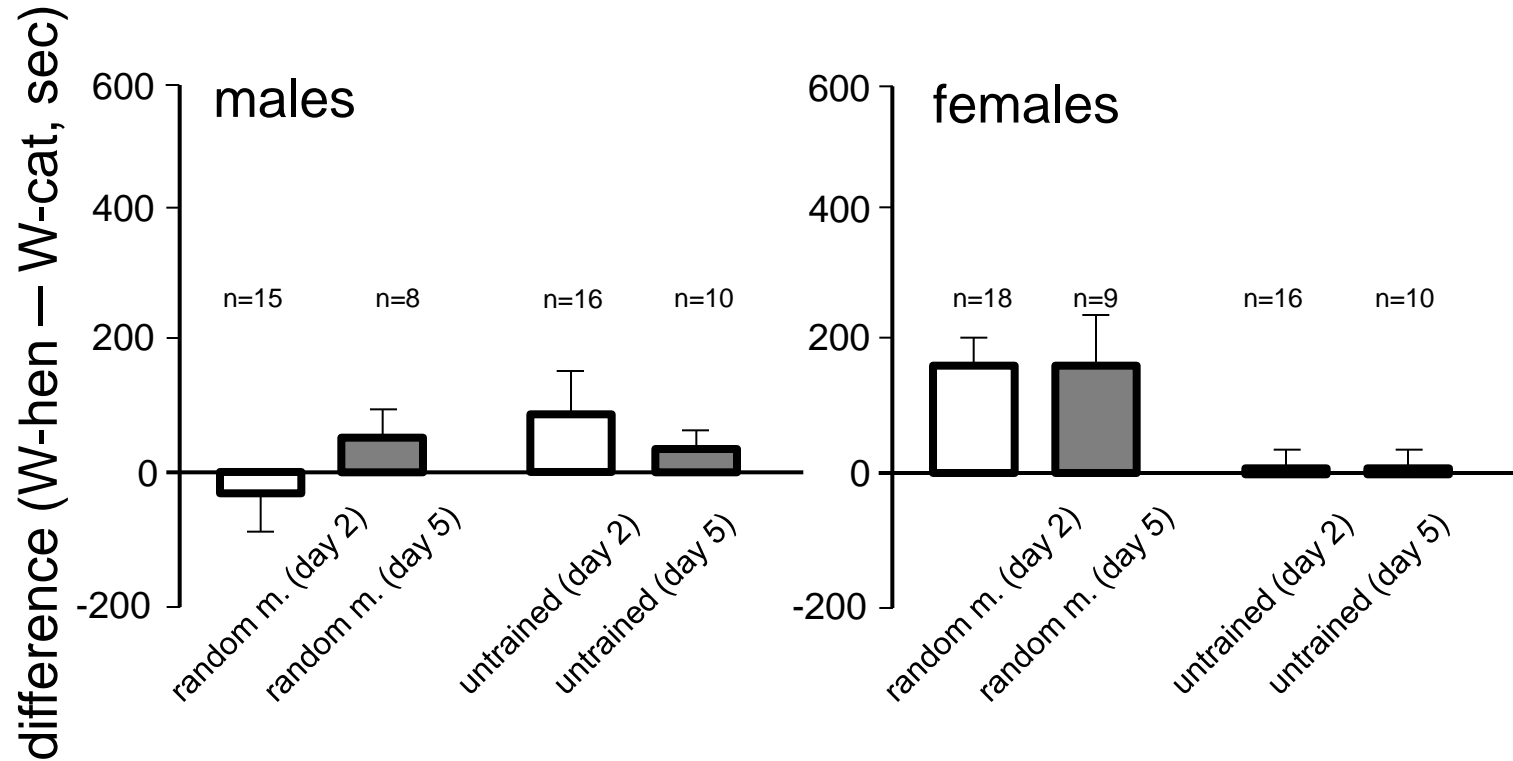 difference (W-hen — W-cat, sec)
males
600
400
200
0
-200
n=15
n=8
n=16
n=10
random m. (day 2)
random m. (day 5)
untrained (day 2)
untrained (day 5)
females
600
400
200
0
-200
n=18
n=9
n=16
n=10
random m. (day 2)
random m. (day 5)
untrained (day 2)
untrained (day 5)